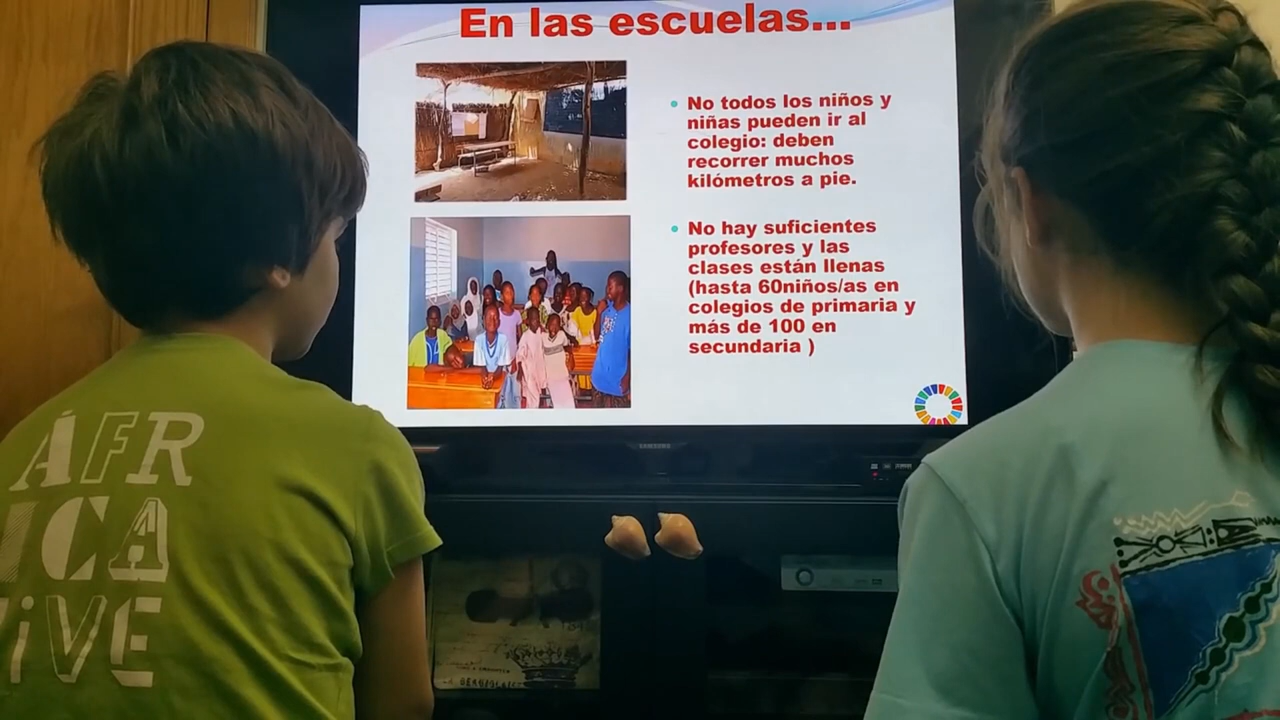 En las escuelas...
No todos los niños y
niñas pueden ir al
colegio: deben
recorrer muchos
kilómetros a pie.
No hay suficientes
profesores y las
clases están llenas
(hasta 60niños/as en
colegios de primaria y
más de 100 en
secundaria )
SAMSUNG
ÁFR
ICA
ViVE